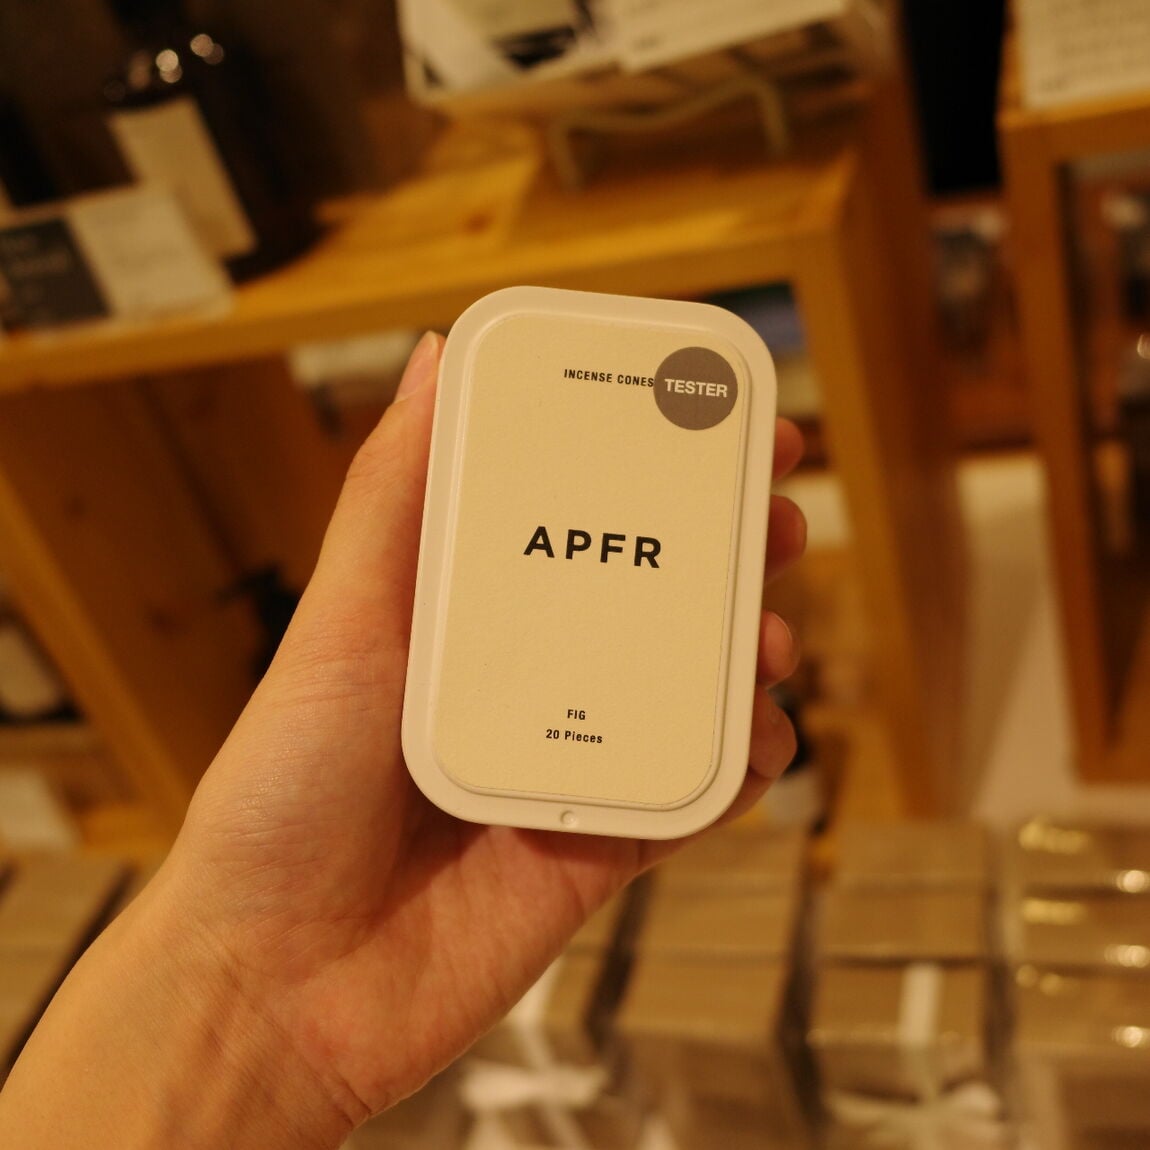 INCENSE CONES
TESTER
APFR
FIG
20 Pieces